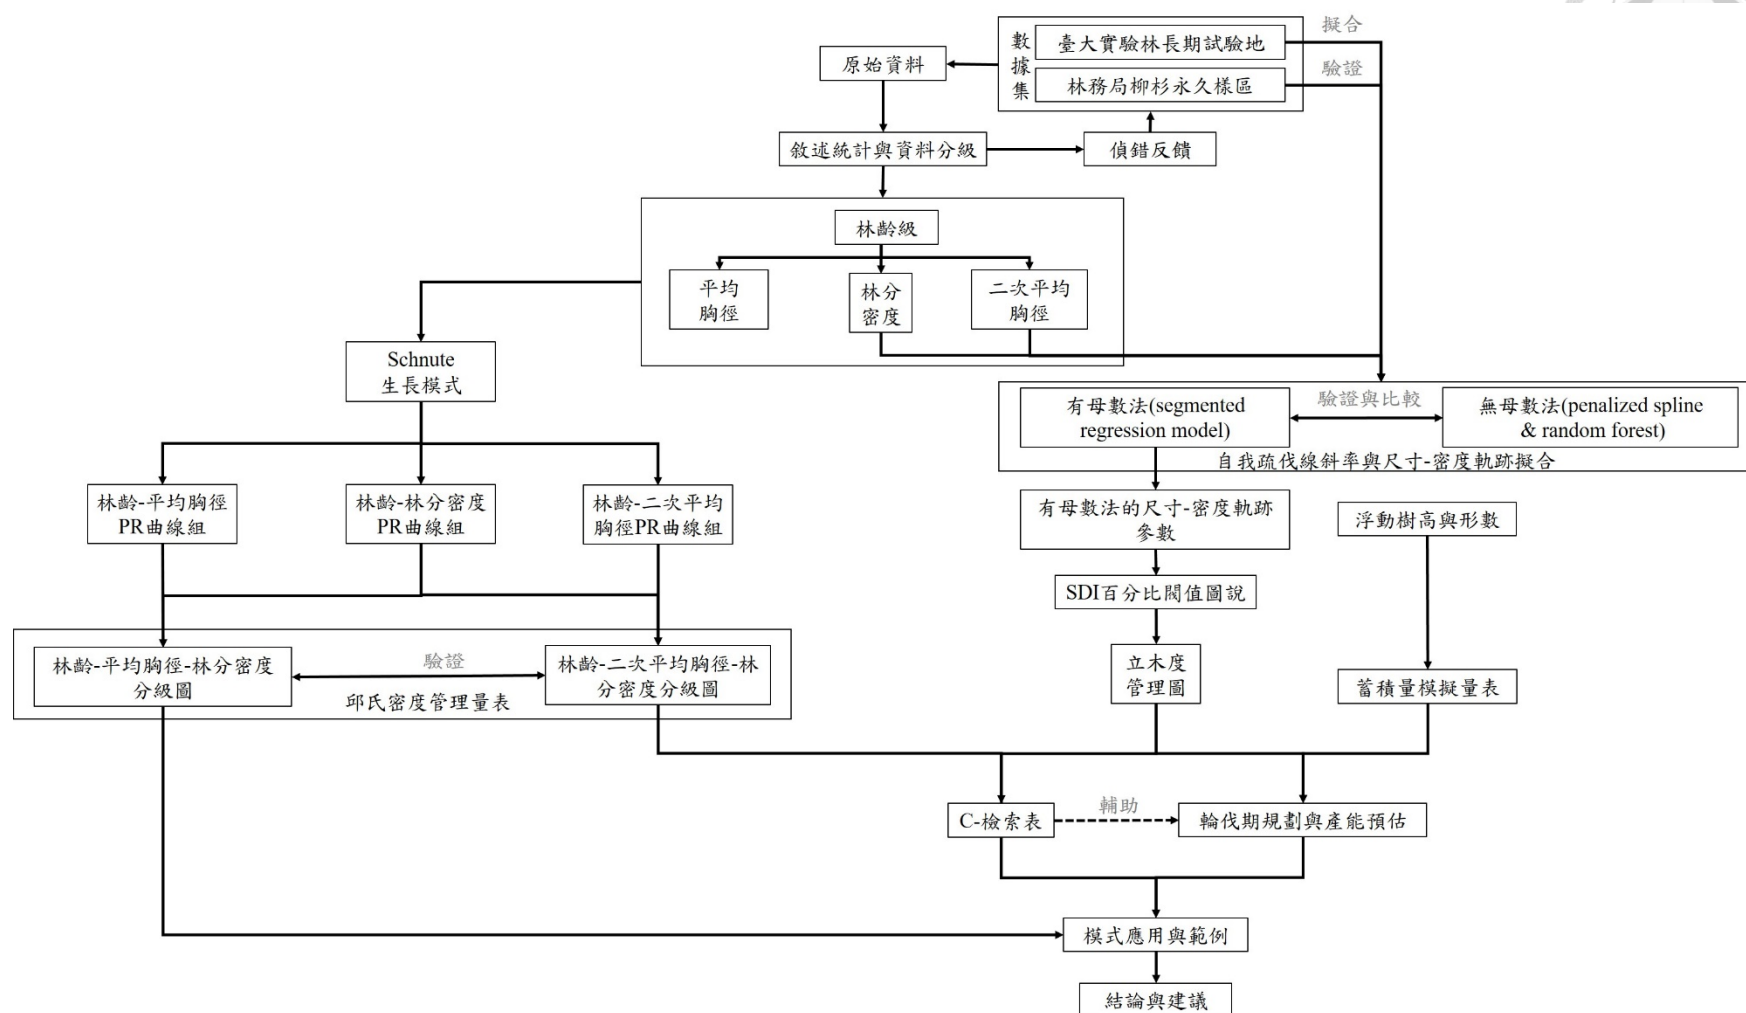 擬合
數據集
臺大實驗林長期試驗地
原始資料
驗證
林務局柳杉永久樣區
敘述統計與資料分級
偵錯反饋
林齡級
平均
胸徑
林分
密度
二次平均
胸徑
Schnute
生長模式
有母數法(segmented
regression model)
驗證與比較
無母數法(penalized spline
& random forest)
自我疏伐線斜率與尺寸-密度軌跡擬合
林齡-平均胸徑
PR曲線組
林齡-林分密度
PR曲線組
林齡-二次平均
胸徑PR曲線組
有母數法的尺寸-密度軌跡
參數
浮動樹高與形數
SDI百分比閥值圖說
林齡-平均胸徑-林分密度
分級圖
驗證
林齡-二次平均胸徑-林
分密度分級圖
邱氏密度管理量表
立木度
管理圖
蓄積量模擬量表
C-檢索表
輔助
輪伐期規劃與產能預估
模式應用與範例
結論與建議